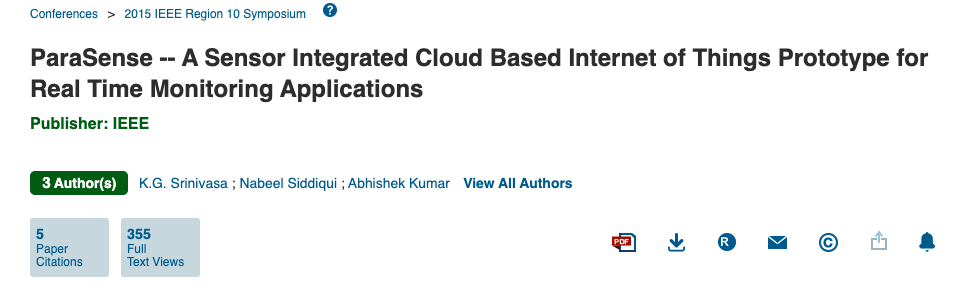 Conferences > 2015 IEEE Region 10 Symposium ?
ParaSense -- A Sensor Integrated Cloud Based Internet of Things Prototype for
Real Time Monitoring Applications
Publisher: IEEE
3 Author(s) K.G. Srinivasa ; Nabeel Siddiqui ; Abhishek Kumar View All Authors
5
Paper
Citations
355
Full
Text Views
PDF
R
C